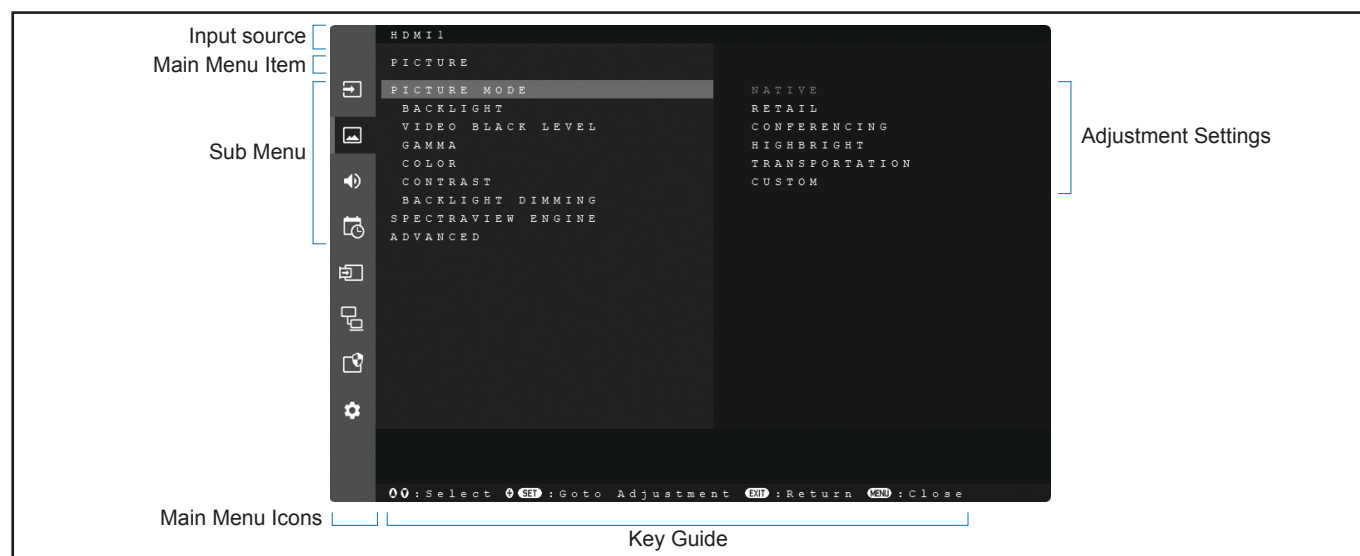 Input source
HDMI1
Main Menu Item
PICTURE
Sub Menu
PICTURE MODE
BACKLIGHT
VIDEO BLACK LEVEL
GAMMA
COLOR
CONTRAST
BACKLIGHT DIMMING
SPECTRAVIEW ENGINE
ADVANCED
NATIVE
RETAIL
CONFERENCING
HIGHBRIGHT
TRANSPORTATION
CUSTOM
Adjustment Settings
:Select SET:Goto Adjustment EXIT:Return MENU:Close
Main Menu Icons
Key Guide